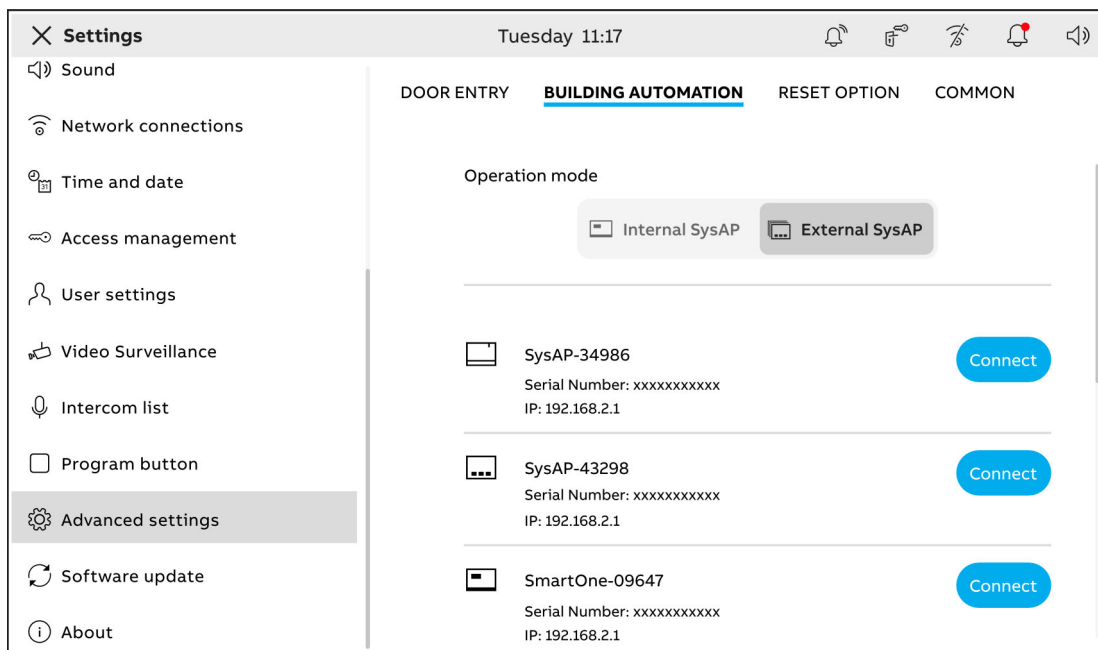 Settings
Tuesday 11:17
Sound
Network connections
31
Time and date
Access management
User settings
Video Surveillance
Intercom list
Program button
Advanced settings
Software update
About
DOOR ENTRY BUILDING AUTOMATION RESET OPTION COMMON
Operation mode
Internal SysAP External SysAP
SysAP-34986
Serial Number: xxxxxxxxxxx
IP: 192.168.2.1
Connect
SysAP-43298
Serial Number: xxxxxxxxxxx
IP: 192.168.2.1
Connect
SmartOne-09647
Serial Number: xxxxxxxxxxx
IP: 192.168.2.1
Connect